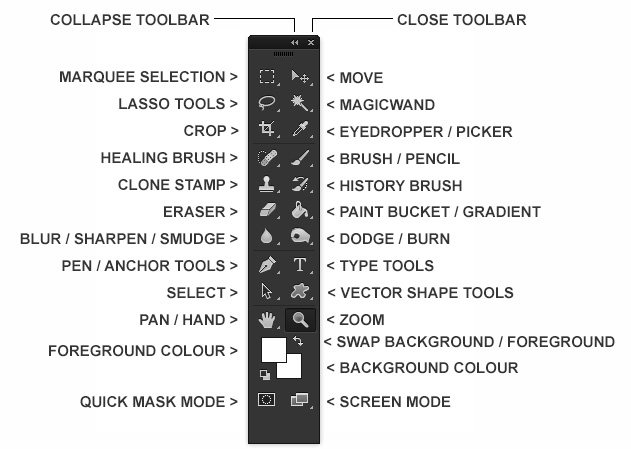 COLLAPSE TOOLBAR CLOSE TOOLBAR
MARQUEE SELECTION > < MOVE
LASSO TOOLS > < MAGICWAND
CROP > < EYEDROPPER / PICKER
HEALING BRUSH > < BRUSH / PENCIL
CLONE STAMP > < HISTORY BRUSH
ERASER > < PAINT BUCKET / GRADIENT
BLUR / SHARPEN / SMUDGE > < DODGE / BURN
PEN / ANCHOR TOOLS > < TYPE TOOLS
SELECT > < VECTOR SHAPE TOOLS
PAN / HAND > < ZOOM
< SWAP BACKGROUND / FOREGROUND
FOREGROUND COLOUR >
< BACKGROUND COLOUR
QUICK MASK MODE > < SCREEN MODE